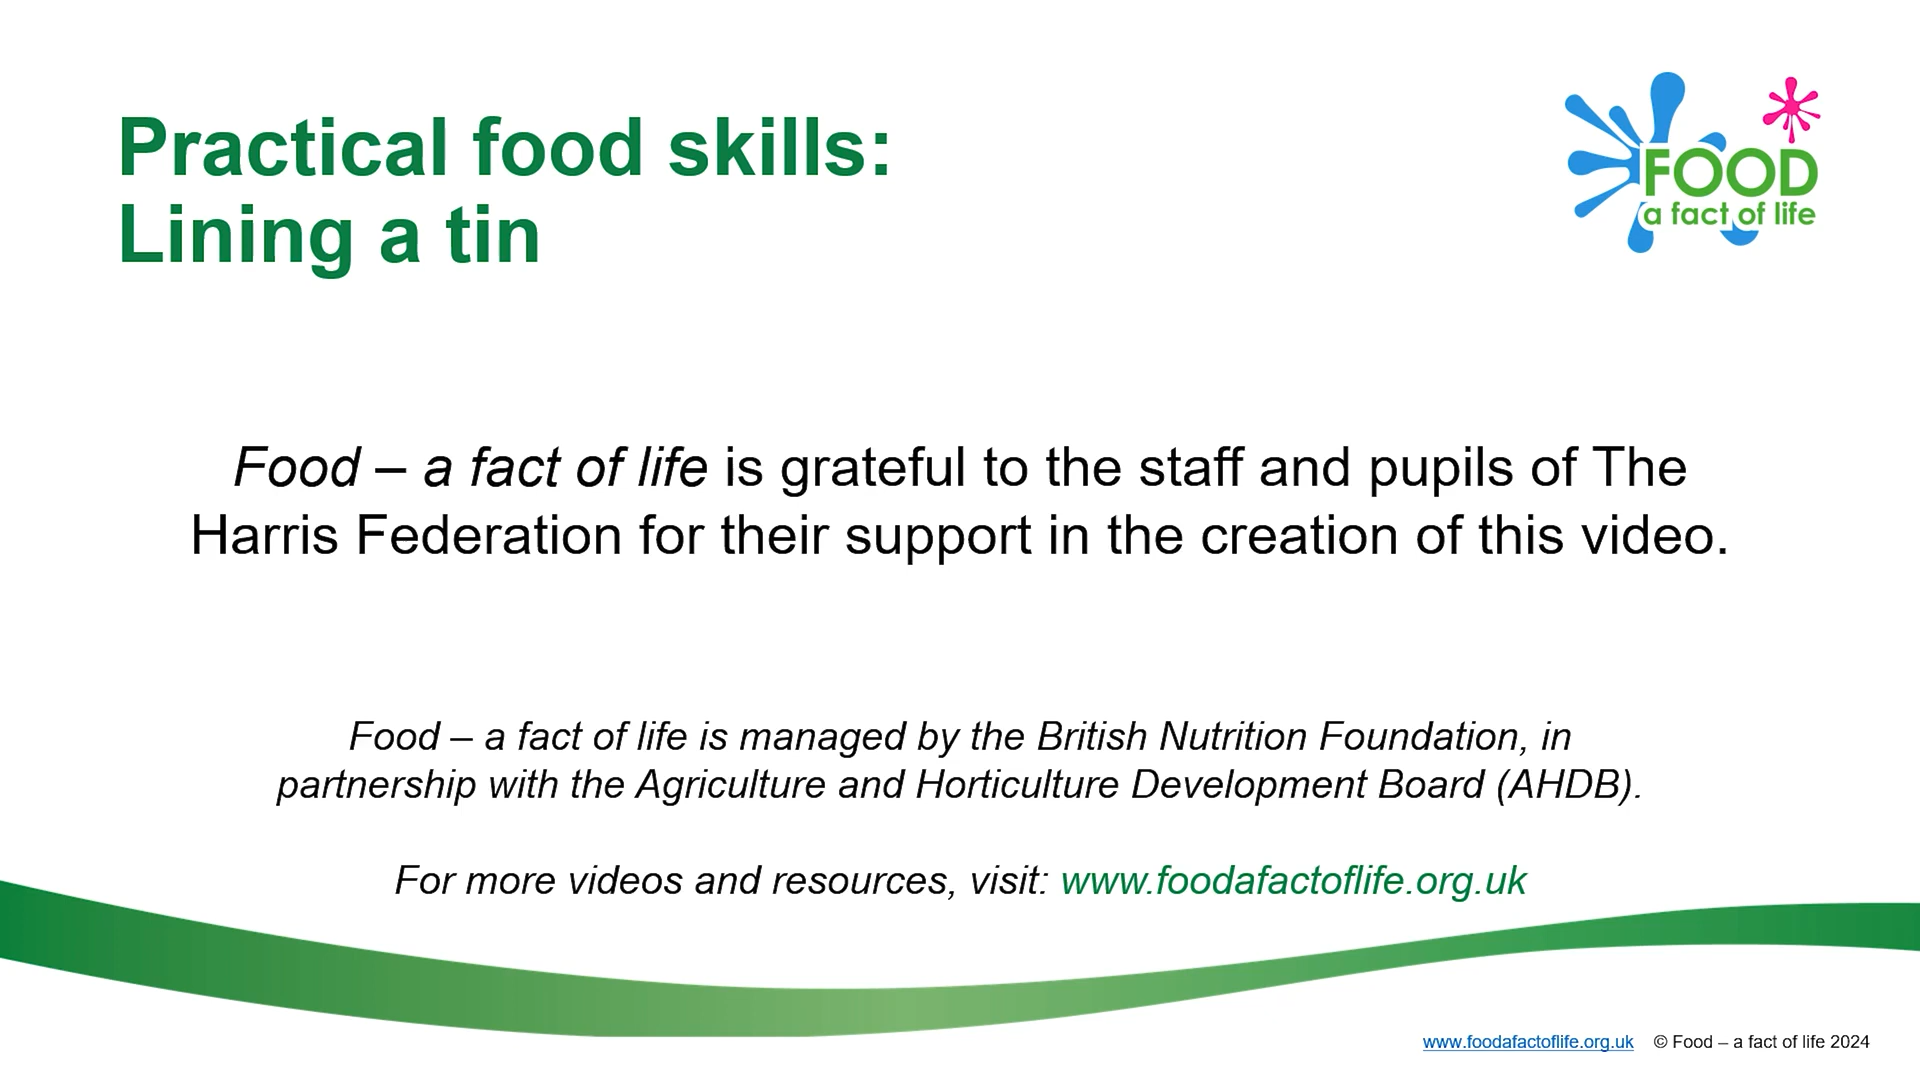 Practical food skills:
Lining a tin
FOOD
a fact of life
Food – a fact of life is grateful to the staff and pupils of The
Harris Federation for their support in the creation of this video.
Food – a fact of life is managed by the British Nutrition Foundation, in
partnership with the Agriculture and Horticulture Development Board (AHDB).
For more videos and resources, visit: www.foodafactoflife.org.uk
www.foodafactoflife.org.uk © Food – a fact of life 2024